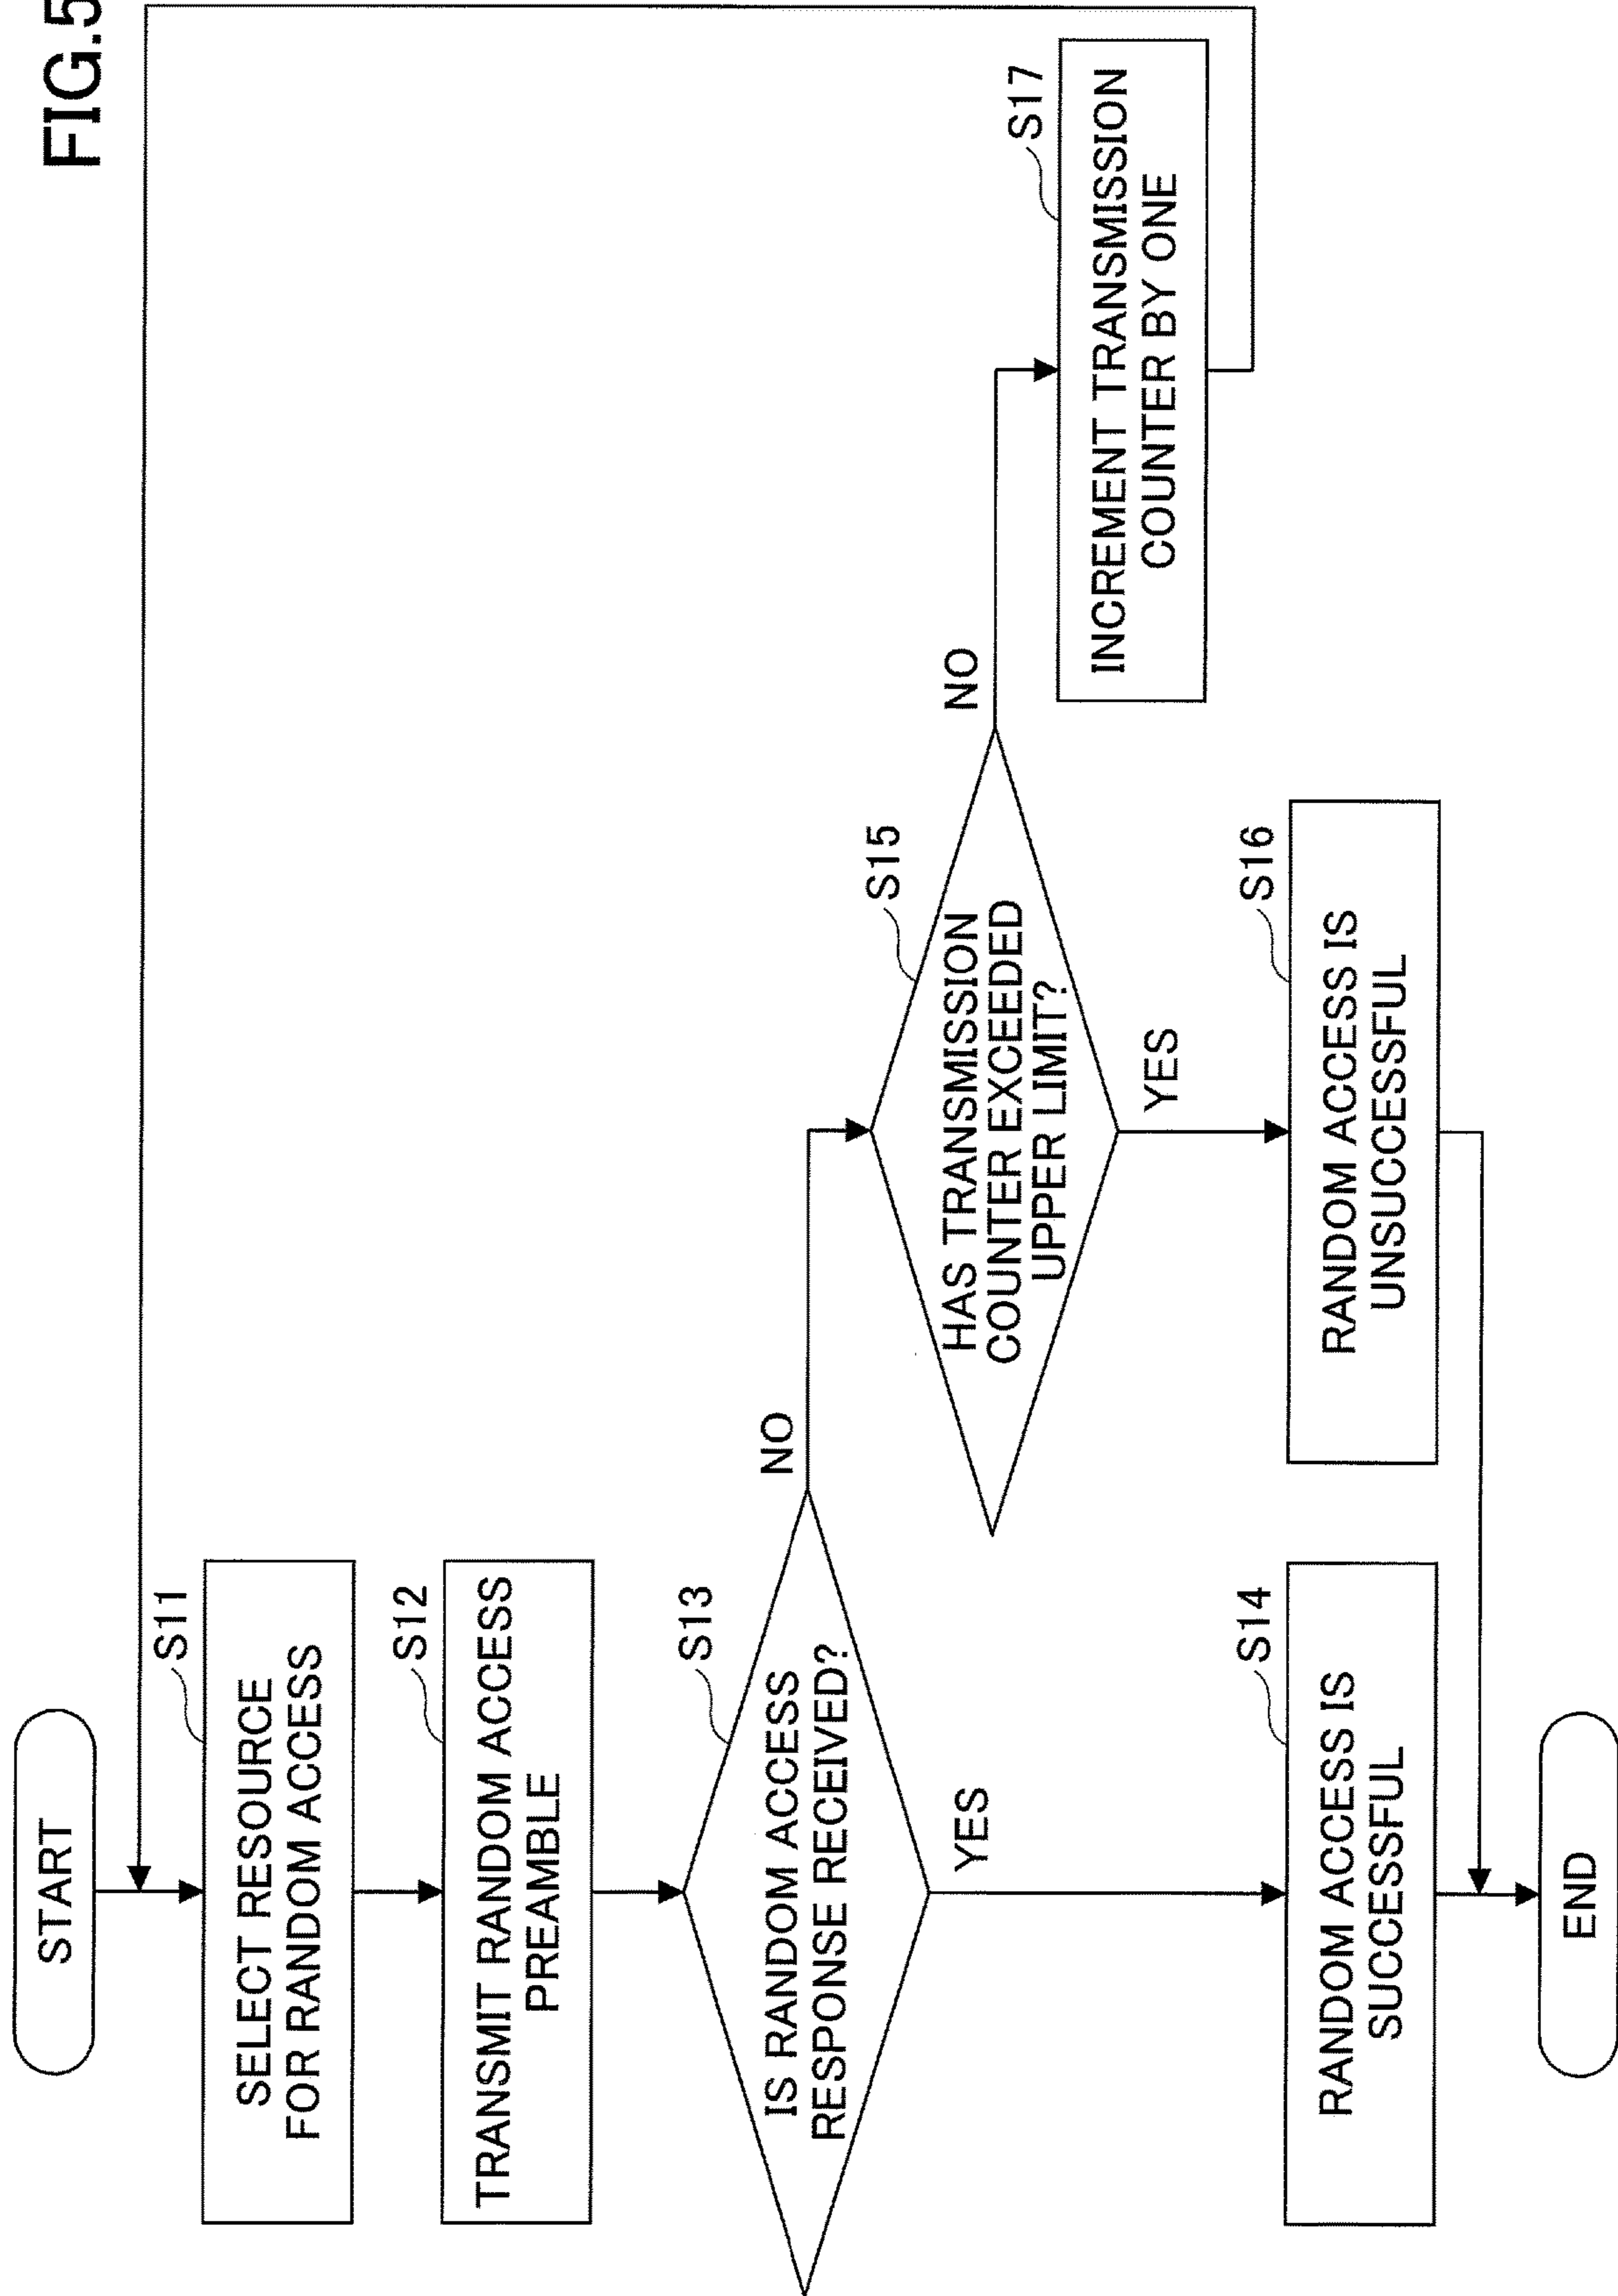 FIG.5
START
S11
SELECT RESOURCE
FOR RANDOM ACCESS
S12
TRANSMIT RANDOM ACCESS
PREAMBLE
S13
IS RANDOM ACCESS
RESPONSE RECEIVED?
NO
YES
S15
HAS TRANSMISSION
COUNTER EXCEEDED
UPPER LIMIT?
NO
YES
S17
INCREMENT TRANSMISSION
COUNTER BY ONE
S14
RANDOM ACCESS IS
SUCCESSFUL
S16
RANDOM ACCESS IS
UNSUCCESSFUL
END